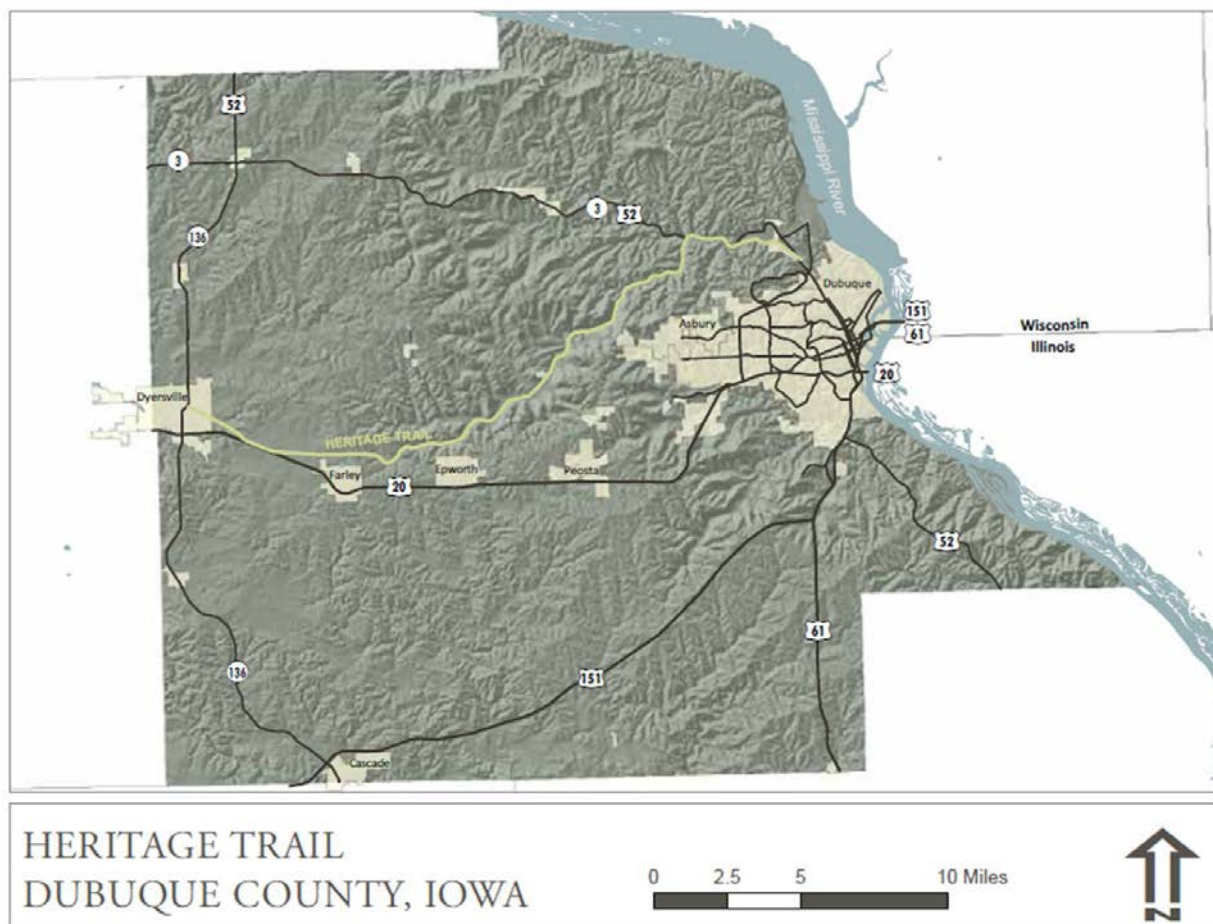 52
3
Mississippi River
3
52
136
Dubuque
Asbury
151
61
Wisconsin
Illinois
20
Dyersville
HERITAGE TRAIL
Farley
Epworth
Peosta
20
52
61
136
151
Cascade
HERITAGE TRAIL
DUBUQUE COUNTY, IOWA
0 2.5 5 10 Miles
N